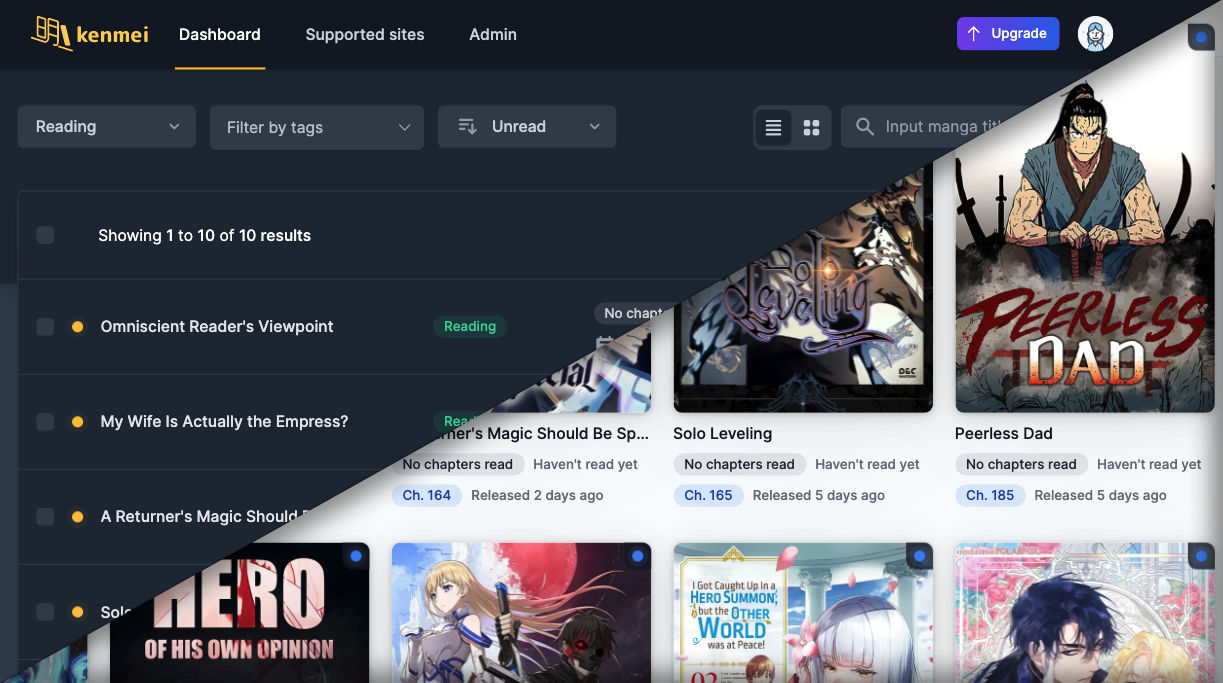 kenmei
Dashboard
Supported sites
Admin
Upgrade
Reading
Filter by tags
Unread
Input manga
Showing 1 to 10 of 10 results
Omniscient Reader's Viewpoint
Reading
No chapt
My Wife Is Actually the Empress?
Read
A Returner's Magic Should
Solo
Leveling
D&C
PEERLESS
DAD
Magic Should Be Sp...
No chapters read
Haven't read yet
Ch. 164
Released 2 days ago
Solo Leveling
No chapters read
Haven't read yet
Ch. 165
Released 5 days ago
Peerless Dad
No chapters read
Haven't read yet
Ch. 185
Released 5 days ago
HERO
OF HIS OWN OPINION
I GOT CAUGHT UP IN A
HERO SUMMON,
but the OTHER
WORLD
was at Peace!
02